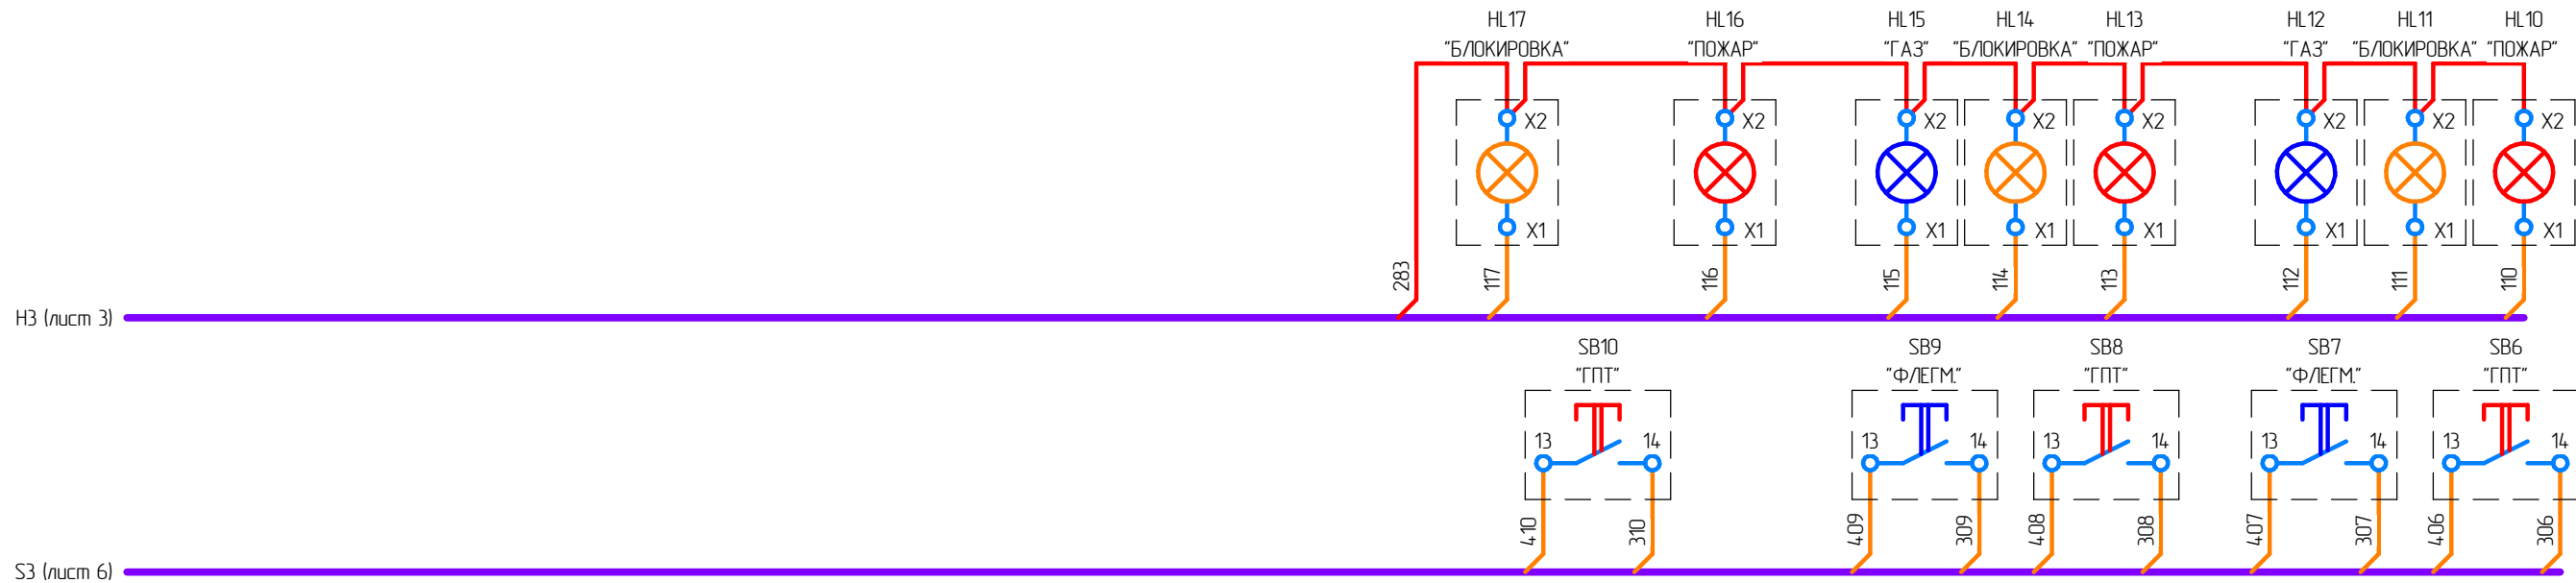 HL17 HL16 HL15 HL14 HL13 HL12 HL11 HL10
"БЛОКИРОВКА" "ПОЖАР" "ГАЗ" "БЛОКИРОВКА" "ПОЖАР" "ГАЗ" "БЛОКИРОВКА" "ПОЖАР"
X2 X2 X2 X2 X2 X2 X2 X2
X1 X1 X1 X1 X1 X1 X1 X1
283 117 116 115 114 113 112 111 110
H3 (лист 3)
SB10 SB9 SB8 SB7 SB6
"ГПТ" "ФЛЕГМ." "ГПТ" "ФЛЕГМ." "ГПТ"
13 14 13 14 13 14 13 14 13 14
410 310 409 309 408 308 407 307 406 306
S3 (лист 6)